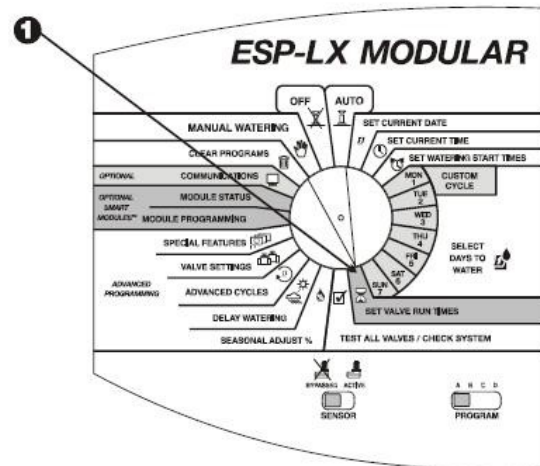 1
ESP-LX MODULAR
OFF
AUTO
MANUAL WATERING
SET CURRENT DATE
SET CURRENT TIME
CLEAR PROGRAMS
SET WATERING START TIMES
OPTIONAL
COMMUNICATIONS
MON
1
CUSTOM
CYCLE
OPTIONAL
SMART
MODULES™
MODULE STATUS
MODULE PROGRAMMING
TUE
2
WED
3
THU
4
FRI
5
SAT
6
SUN
7
SELECT
DAYS TO
WATER
SPECIAL FEATURES
VALVE SETTINGS
ADVANCED
PROGRAMMING
ADVANCED CYCLES
DELAY WATERING
SEASONAL ADJUST %
SET VALVE RUN TIMES
TEST ALL VALVES / CHECK SYSTEM
BYPASSED ACTIVE
SENSOR
A B C D
PROGRAM